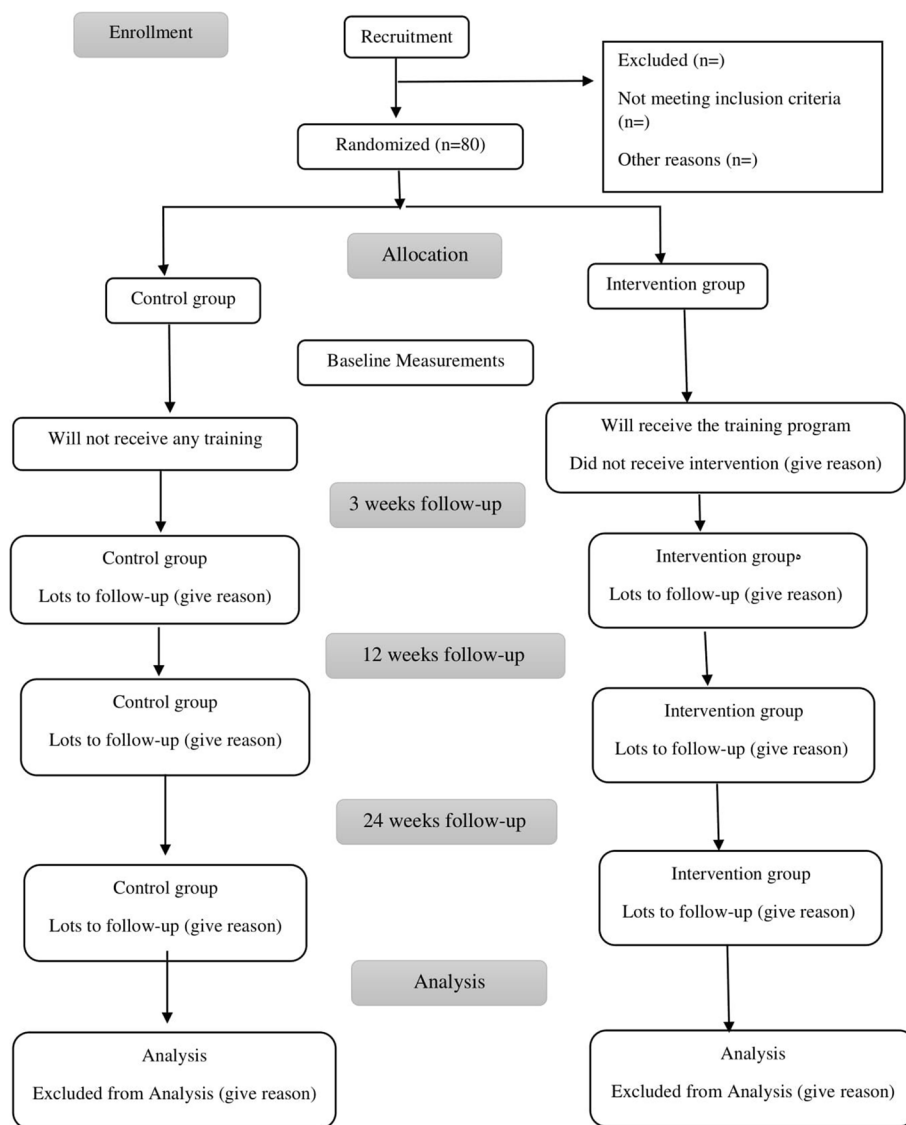 Enrollment
Recruitment
Excluded (n=)
Not meeting inclusion criteria
(n=)
Other reasons (n=)
Randomized (n=80)
Allocation
Control group
Intervention group
Baseline Measurements
Will not receive any training
Will receive the training program
Did not receive intervention (give reason)
3 weeks follow-up
Control group
Lots to follow-up (give reason)
Intervention groupه
Lots to follow-up (give reason)
12 weeks follow-up
Control group
Lots to follow-up (give reason)
Intervention group
Lots to follow-up (give reason)
24 weeks follow-up
Control group
Lots to follow-up (give reason)
Intervention group
Lots to follow-up (give reason)
Analysis
Analysis
Excluded from Analysis (give reason)
Analysis
Excluded from Analysis (give reason)